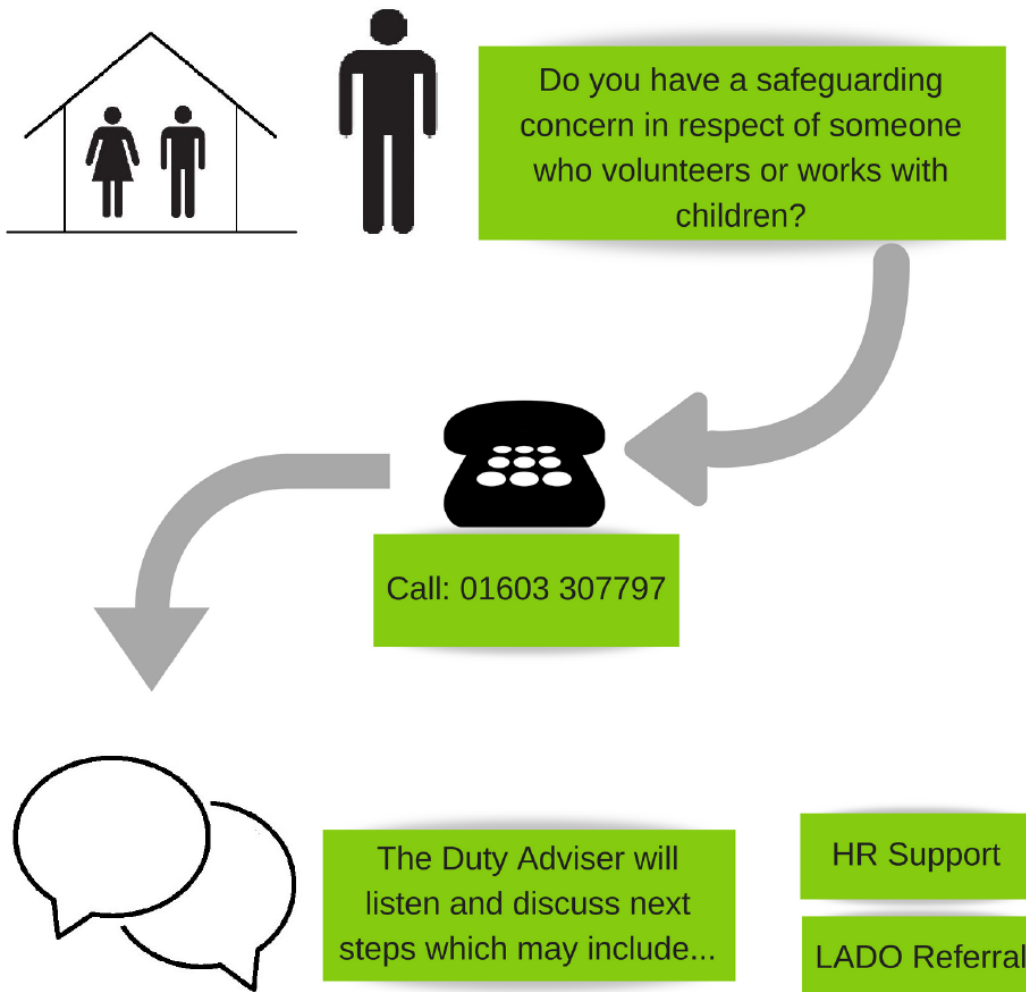 Do you have a safeguarding
concern in respect of someone
who volunteers or works with
children?
Call: 01603 307797
The Duty Adviser will
listen and discuss next
steps which may include...
HR Support
LADO Referral